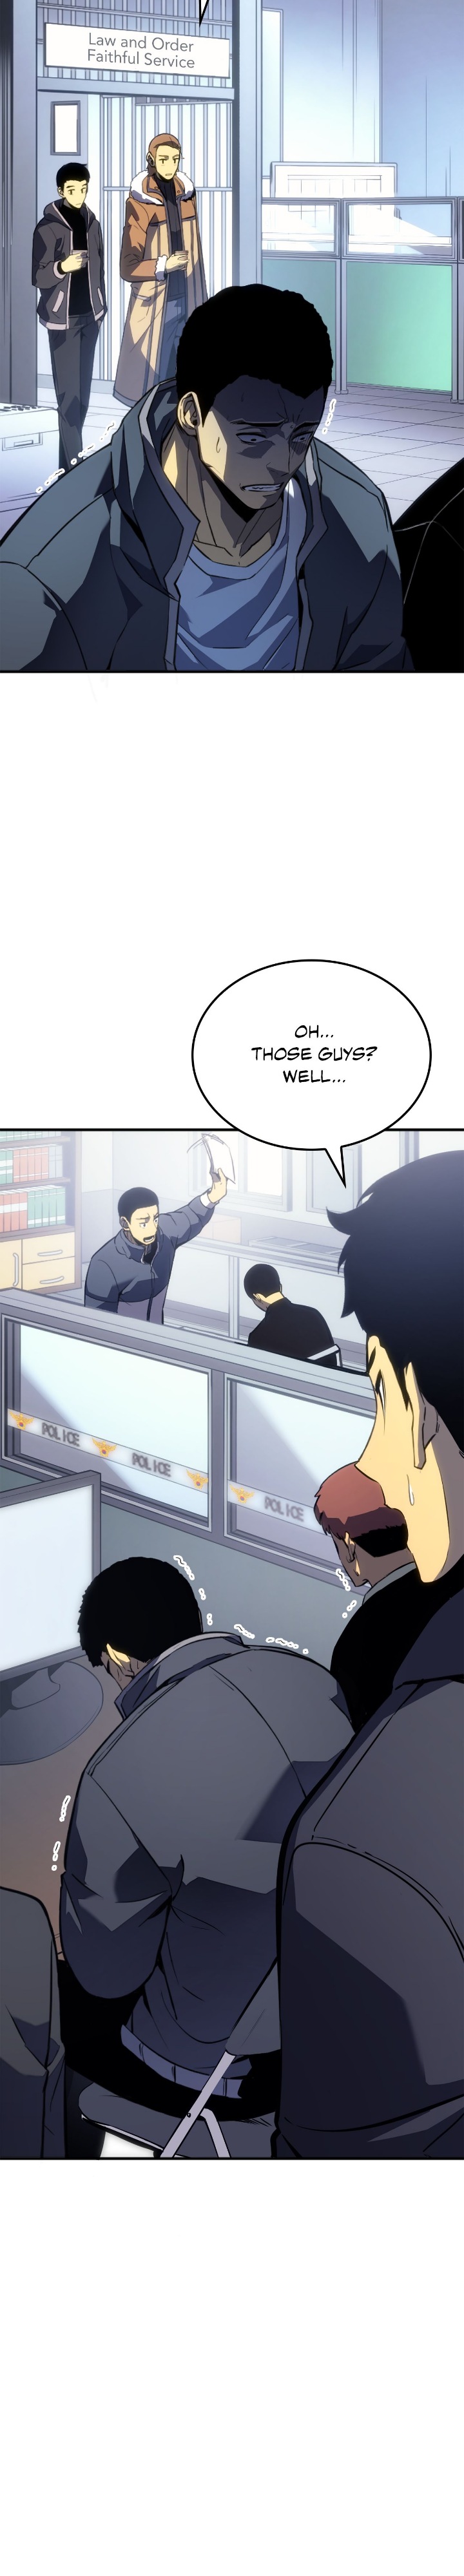 Law and Order
Faithful Service
OH...
THOSE GUYS?
WELL...
POLICE
POLICE
POLICE